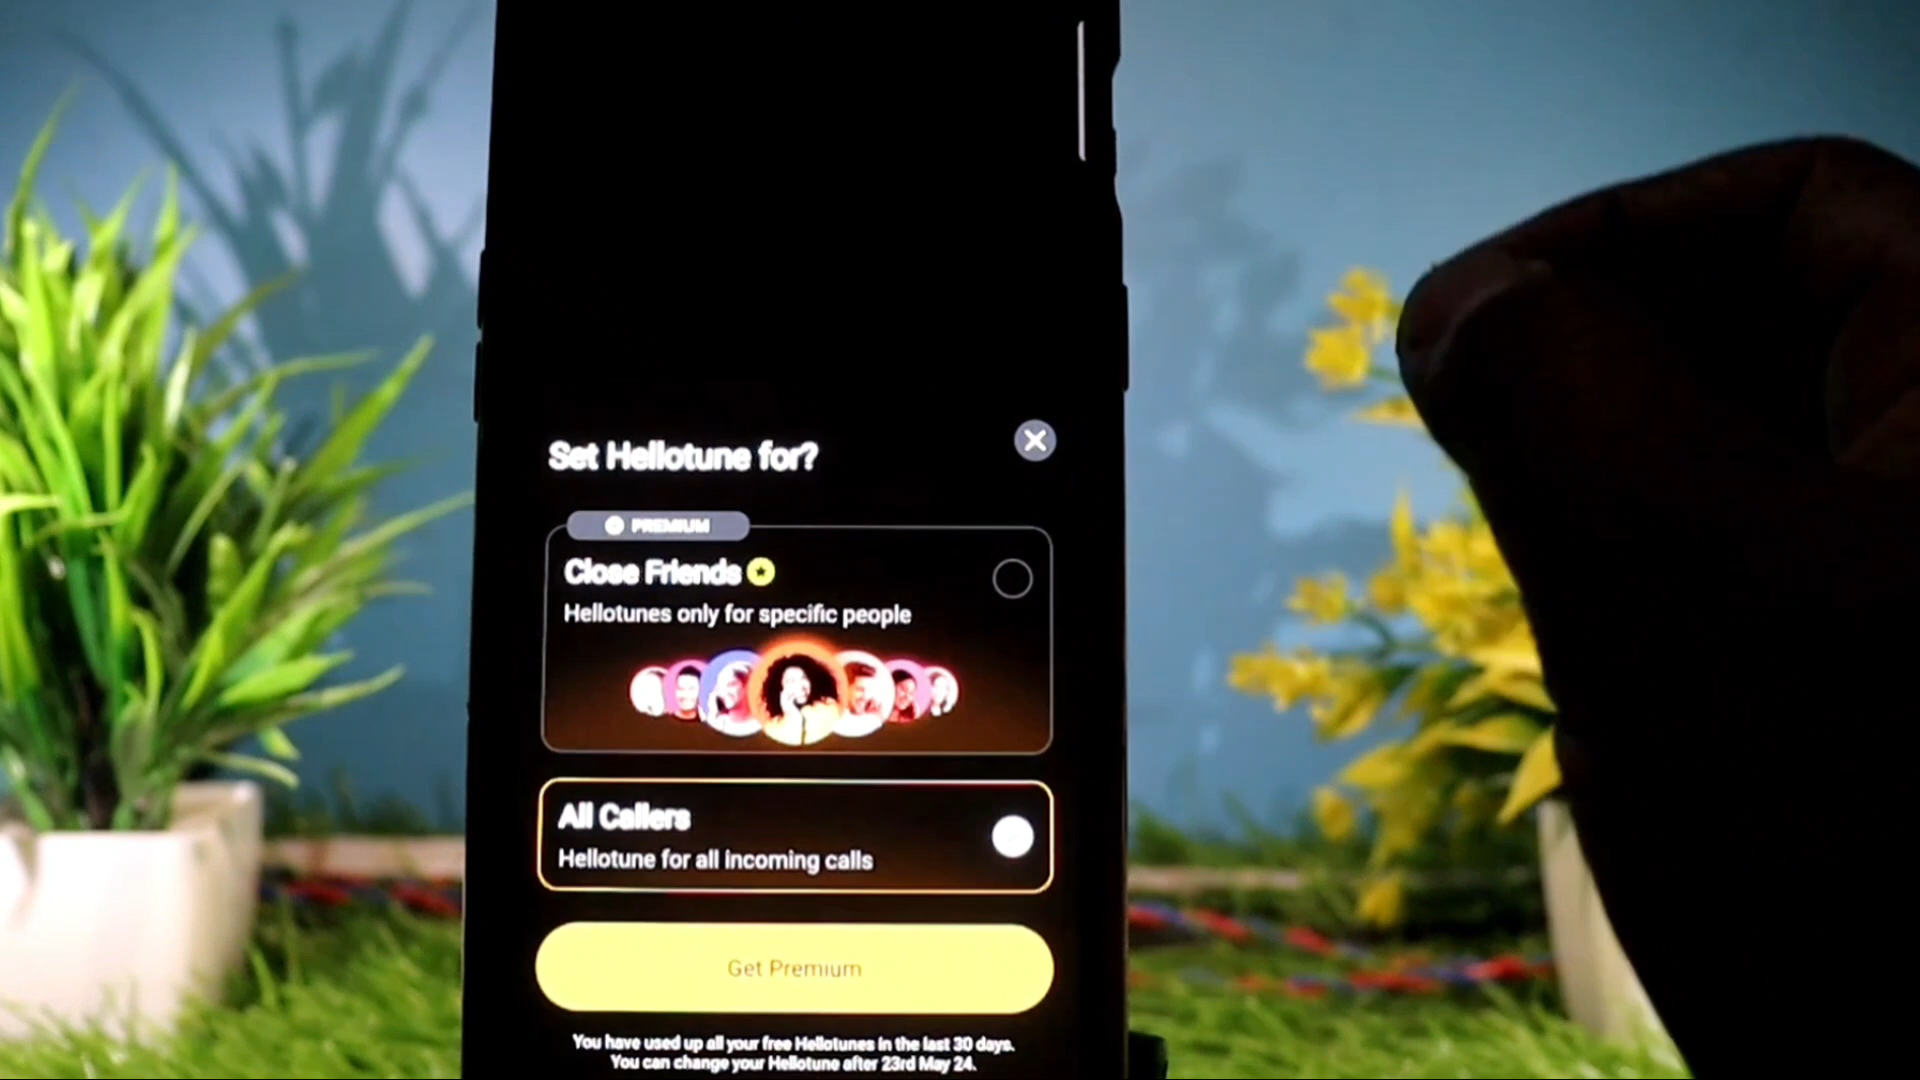 Set Hellotune for?
PREMIUM
Close Friends
Hellotunes only for specific people
All Callers
Hellotune for all incoming calls
Get Premium
You have used up all your free Hellotunes in the last 30 days.
You can change your Hellotune after 23rd May 24.